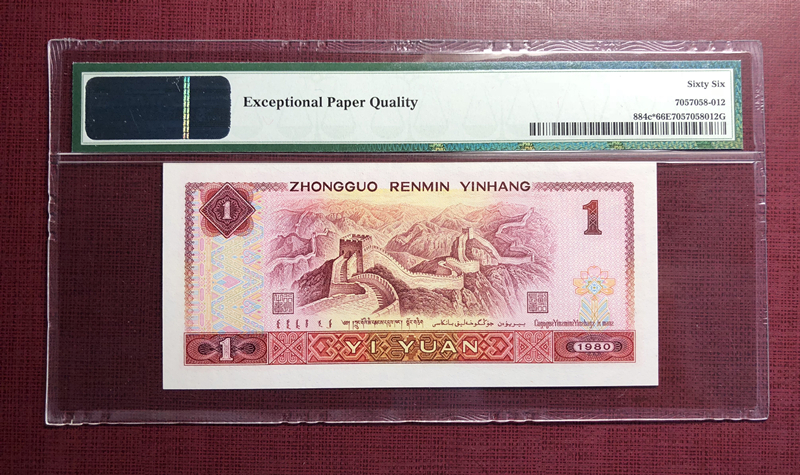 Sixty Six
Exceptional Paper Quality
7057058-012
884c*66E7057058012G
ZHONGGUO RENMIN YINHANG
1
1
1
YI YUAN
1980